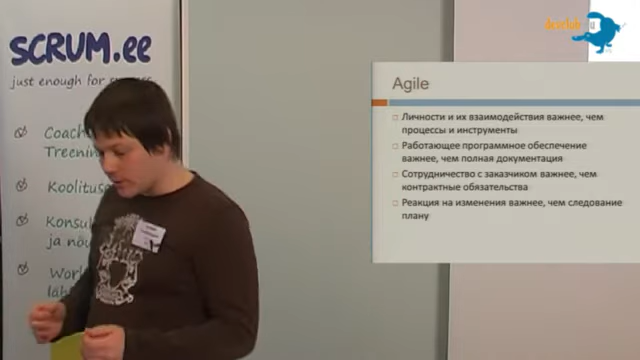 SCRUM.ee
just enough for
Coach
Treenin
Koolitus
Konsul
ja nõu
Work
läh
Agile
Личности и их взаимодействия важнее, чем
процессы и инструменты
Работающее программное обеспечение
важнее, чем полная документация
Сотрудничество с заказчиком важнее, чем
контрактные обязательства
Реакция на изменения важнее, чем следование
плану